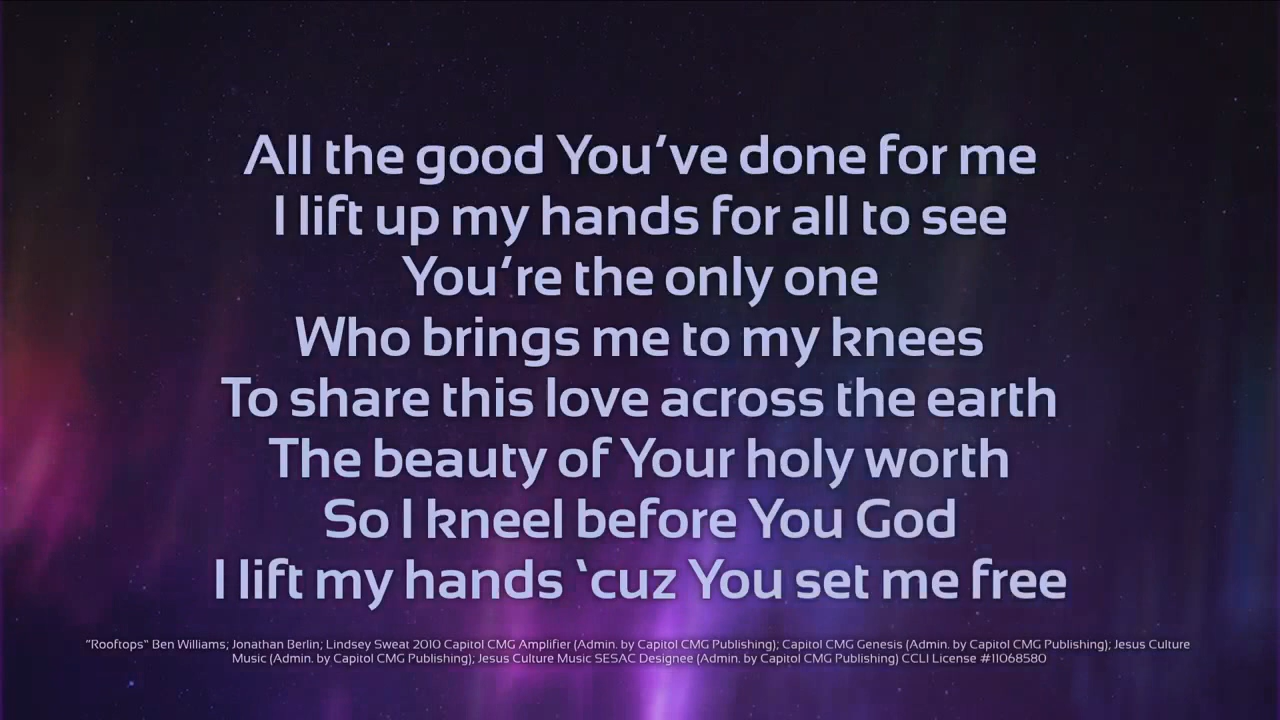 All the good You've done for me
I lift up my hands for all to see
You're the only one
Who brings me to my knees
To share this love across the earth
The beauty of Your holy worth
So I kneel before You God
I lift my hands ‘cuz You set me free
"Rooftops" Ben Williams; Jonathan Berlin; Lindsey Sweat 2010 Capitol CMG Amplifier (Admin. by Capitol CMG Publishing); Capitol CMG Genesis (Admin. by Capitol CMG Publishing); Jesus Culture
Music (Admin. by Capitol CMG Publishing); Jesus Culture Music SESAC Designee (Admin. by Capitol CMG Publishing) CCLI License #11068580